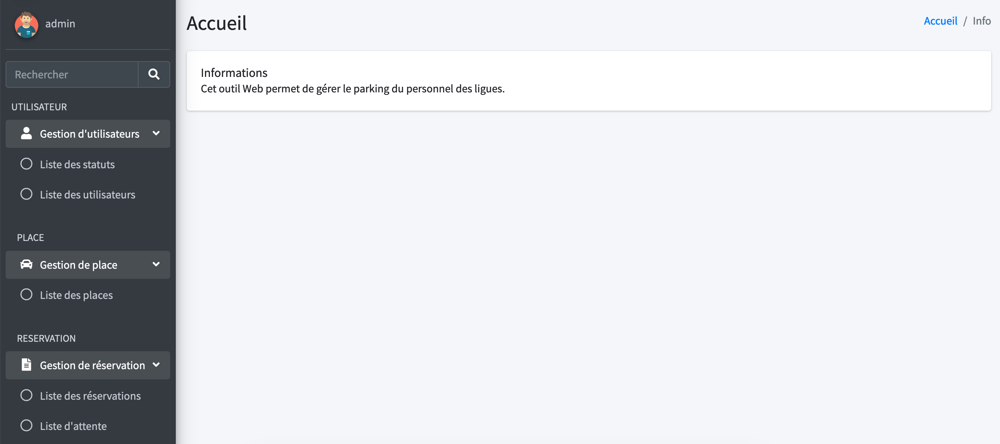 admin
Rechercher
UTILISATEUR
Gestion d'utilisateurs
Liste des statuts
Liste des utilisateurs
PLACE
Gestion de place
Liste des places
RESERVATION
Gestion de réservation
Liste des réservations
Liste d'attente
Accueil
Accueil / Info
Informations
Cet outil Web permet de gérer le parking du personnel des ligues.